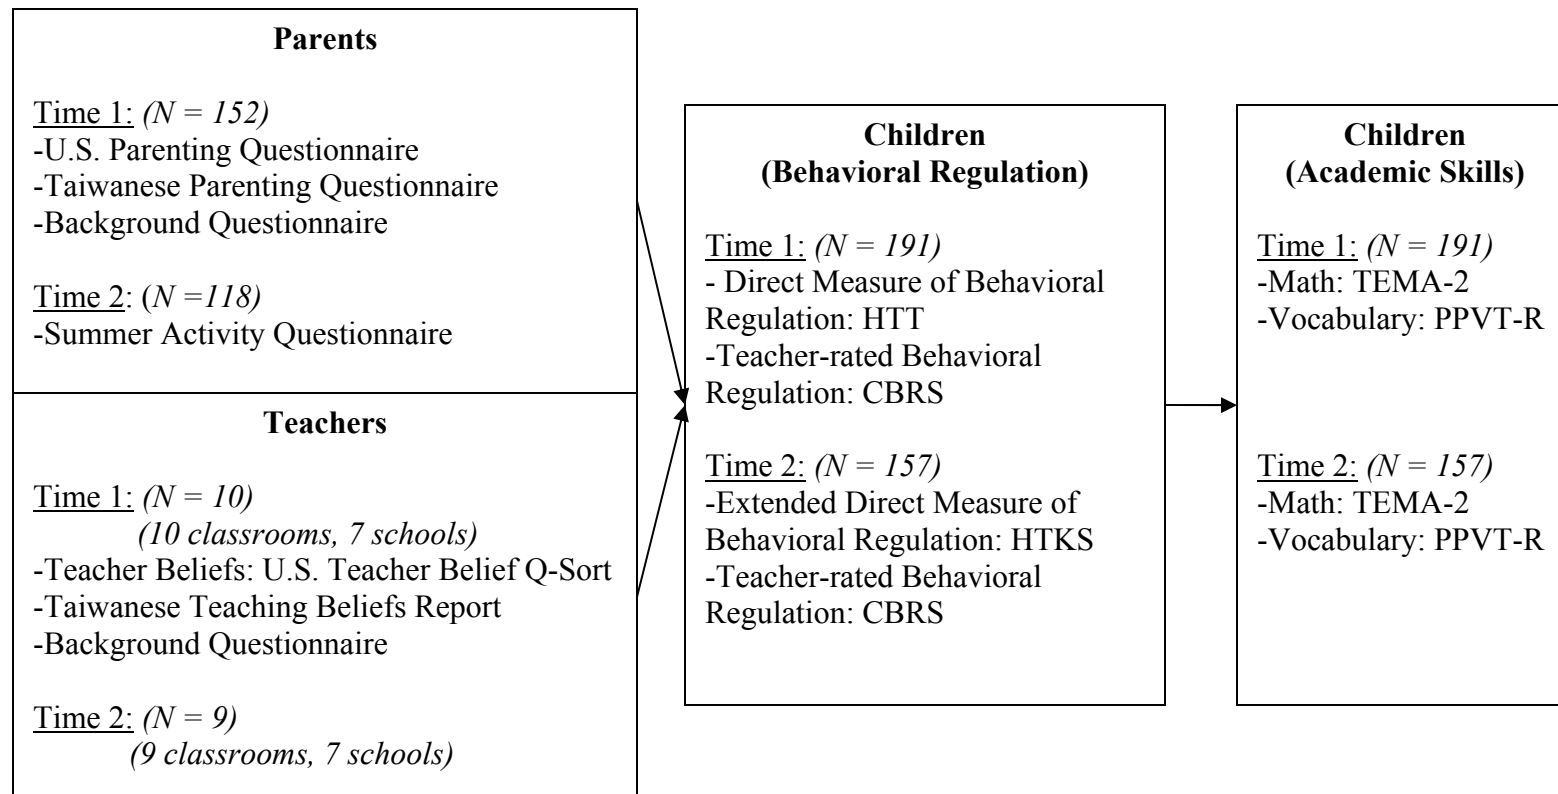 Parents
Time 1: (N = 152)
-U.S. Parenting Questionnaire
-Taiwanese Parenting Questionnaire
-Background Questionnaire
Time 2: (N =118)
-Summer Activity Questionnaire
Teachers
Time 1: (N = 10)
(10 classrooms, 7 schools)
-Teacher Beliefs: U.S. Teacher Belief Q-Sort
-Taiwanese Teaching Beliefs Report
-Background Questionnaire
Time 2: (N = 9)
(9 classrooms, 7 schools)
Children
(Behavioral Regulation)
Time 1: (N = 191)
- Direct Measure of Behavioral
Regulation: HTT
-Teacher-rated Behavioral
Regulation: CBRS
Time 2: (N = 157)
-Extended Direct Measure of
Behavioral Regulation: HTKS
-Teacher-rated Behavioral
Regulation: CBRS
Children
(Academic Skills)
Time 1: (N = 191)
-Math: TEMA-2
-Vocabulary: PPVT-R
Time 2: (N = 157)
-Math: TEMA-2
-Vocabulary: PPVT-R